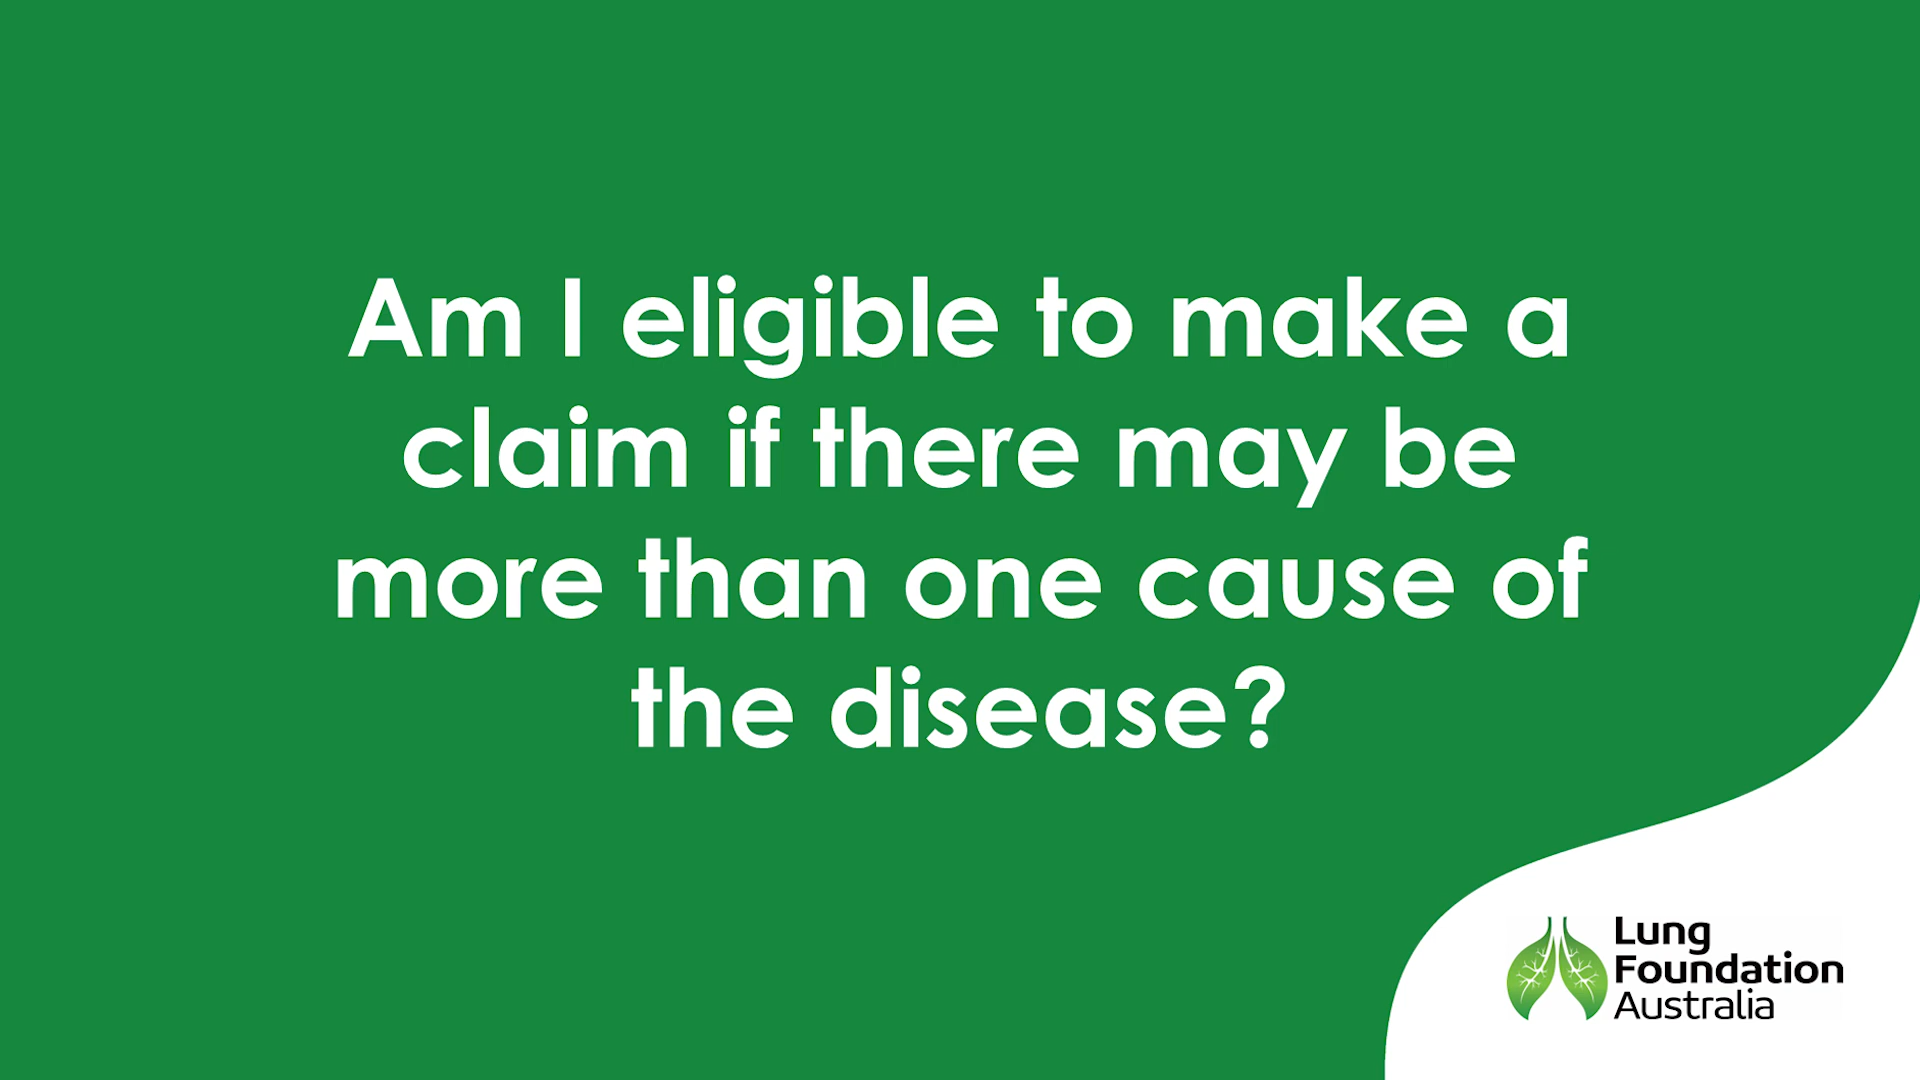 Am I eligible to make a
claim if there may be
more than one cause of
the disease?
Lung
Foundation
Australia